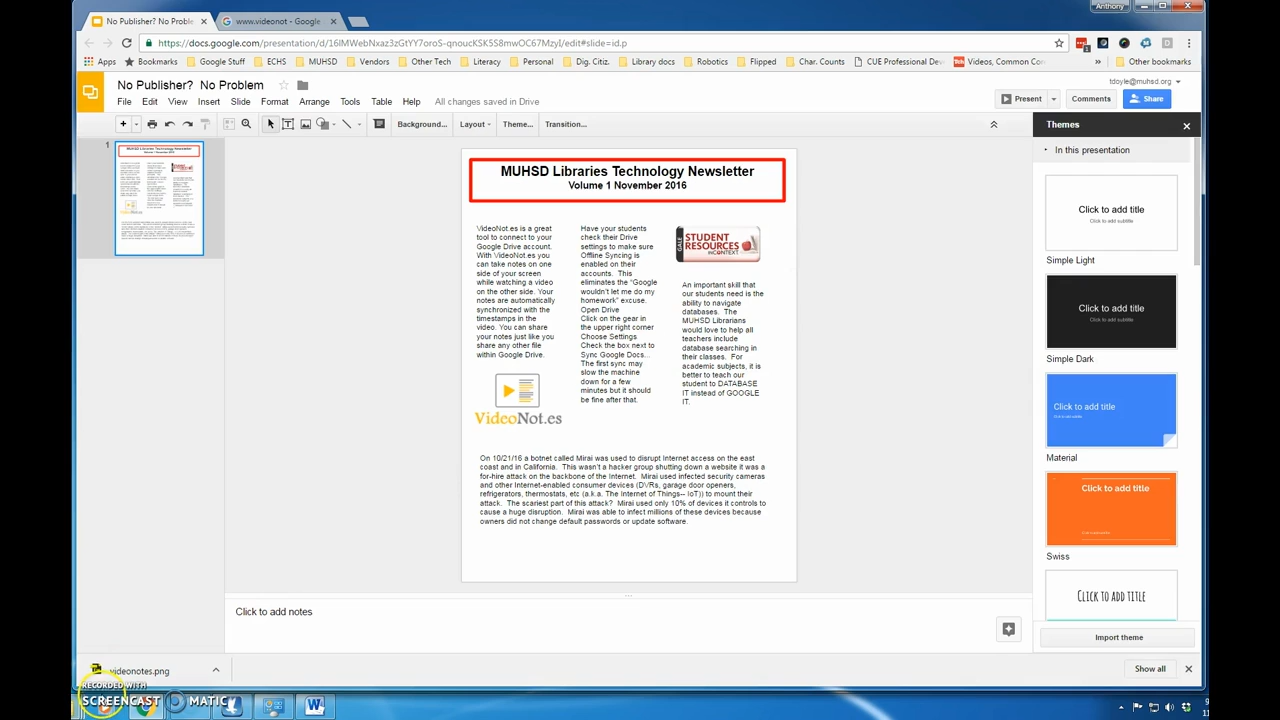 Anthony
No Publisher? No Proble
www.videonot - Google
https://docs.google.com/presentation/d/16IMWebNxaz3zGtYY7oroS-qnoucKSK5S8mwOC67MzyI/edit#slide=id.p
Apps Bookmarks Google Stuff ECHS MUHSD Vendors Other Tech Literacy Personal Dig. Citiz. Library docs Robotics Flipped Char. Counts CUE Professional Dev Videos, Common Co » Other bookmarks
No Publisher? No Problem
tdoyle@muhsd.org
File Edit View Insert Slide Format Arrange Tools Table Help All changes saved in Drive
Present Comments Share
Background... Layout Theme... Transition...
Themes
In this presentation
1
MUHSD Libraries Technology Newsletter
Volume 1 November 2016
VideoNot.es is a great
tool to connect to your
Google Drive account.
With VideoNot.es you
can take notes on one
side of your screen
while watching a video
on the other side. Your
notes are automatically
synchronized with the
timestamps in the
video. You can share
your notes just like you
share any other file
within Google Drive.
VideoNot.es
Have your students
check their Drive
settings to make sure
Offline Syncing is
enabled on their
accounts. This
eliminates the "Google
wouldn't let me do my
homework" excuse.
Open Drive
Click on the gear in
the upper right corner
Choose Settings
Check the box next to
Sync Google Docs...
The first sync may
slow the machine
down for a few
minutes but it should
be fine after that.
GALE
STUDENT
RESOURCES
IN CONTEXT
An important skill that
our students need is the
ability to navigate
databases. The
MUHSD Librarians
would love to help all
teachers include
database searching in
their classes. For
academic subjects, it is
better to teach our
student to DATABASE
IT instead of GOOGLE
IT.
On 10/21/16 a botnet called Mirai was used to disrupt Internet access on the east
coast and in California. This wasn't a hacker group shutting down a website it was a
for-hire attack on the backbone of the Internet. Mirai used infected security cameras
and other Internet-enabled consumer devices (DVRs, garage door openers,
refrigerators, thermostats, etc (a.k.a. The Internet of Things-- IoT)) to mount their
attack. The scariest part of this attack? Mirai used only 10% of devices it controls to
cause a huge disruption. Mirai was able to infect millions of these devices because
owners did not change default passwords or update software.
Click to add title
Click to add subtitle
Simple Light
Click to add title
Click to add subtitle
Simple Dark
Click to add title
Material
Click to add title
Swiss
Click to add title
Import theme
Click to add notes
videonotes.png
Show all
RECORDED WITH
SCREENCAST MATIC